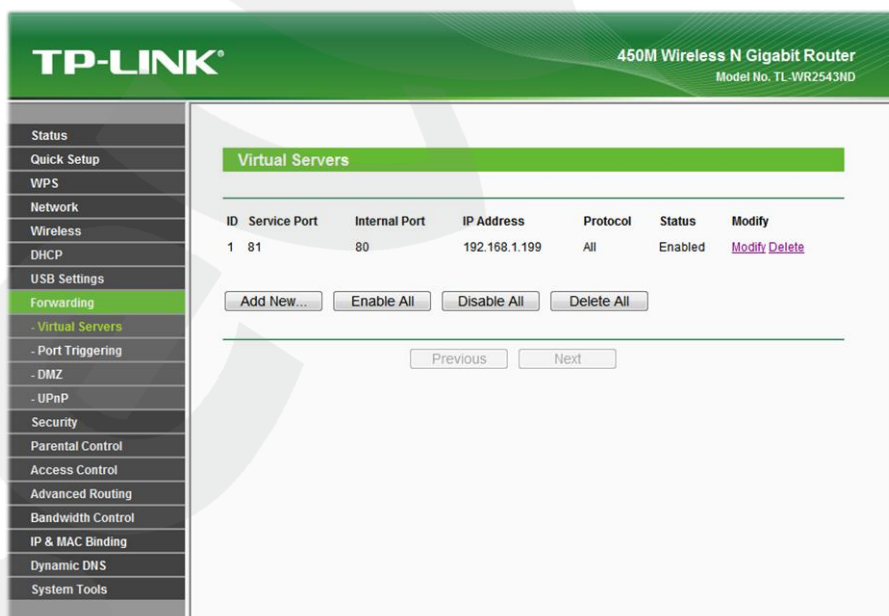 TP-LINK®
450M Wireless N Gigabit Router
Model No. TL-WR2543ND
Status
Quick Setup
WPS
Network
Wireless
DHCP
USB Settings
Forwarding
- Virtual Servers
- Port Triggering
- DMZ
- UPnP
Security
Parental Control
Access Control
Advanced Routing
Bandwidth Control
IP & MAC Binding
Dynamic DNS
System Tools
Virtual Servers
ID Service Port Internal Port IP Address Protocol Status Modify
1 81 80 192.168.1.199 All Enabled Modify Delete
Add New... Enable All Disable All Delete All
Previous Next